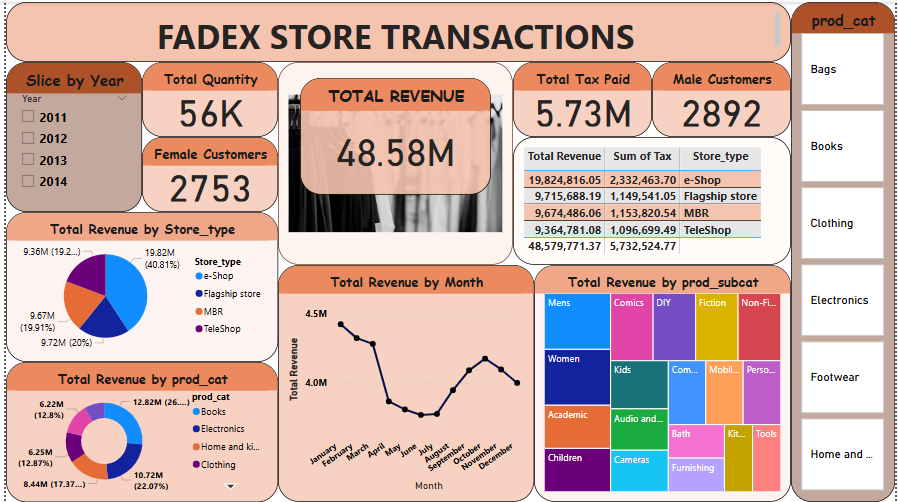 FADEX STORE TRANSACTIONS
prod_cat
Bags
Books
Clothing
Electronics
Footwear
Home and ...
Slice by Year
Year
2011
2012
2013
2014
Total Quantity
56K
Female Customers
2753
TOTAL REVENUE
48.58M
Total Tax Paid
5.73M
Male Customers
2892
Total Revenue Sum of Tax Store_type
19,824,816.05 2,332,463.70 e-Shop
9,715,688.19 1,149,541.05 Flagship store
9,674,486.06 1,153,820.54 MBR
9,364,781.08 1,096,699.49 TeleShop
48,579,771.37 5,732,524.77
Total Revenue by Store_type
9.36M (19.2...)
19.82M
(40.81%)
9.67M
(19.91%)
9.72M (20%)
Store_type
e-Shop
Flagship store
MBR
TeleShop
Total Revenue by prod_cat
6.22M
(12.8%)
12.82M (26....)
6.25M
(12.87%)
8.44M (17.37...)
10.72M
(22.07%)
prod_cat
Books
Electronics
Home and ki...
Clothing
Total Revenue by Month
Total Revenue
4.5M
4.0M
January
February
March
April
May
June
July
August
September
October
November
December
Month
Total Revenue by prod_subcat
Mens
Women
Academic
Children
Comics
DIY
Fiction
Non-Fi...
Kids
Com...
Mobil...
Perso...
Audio and...
Cameras
Bath
Furnishing
Kit...
Tools